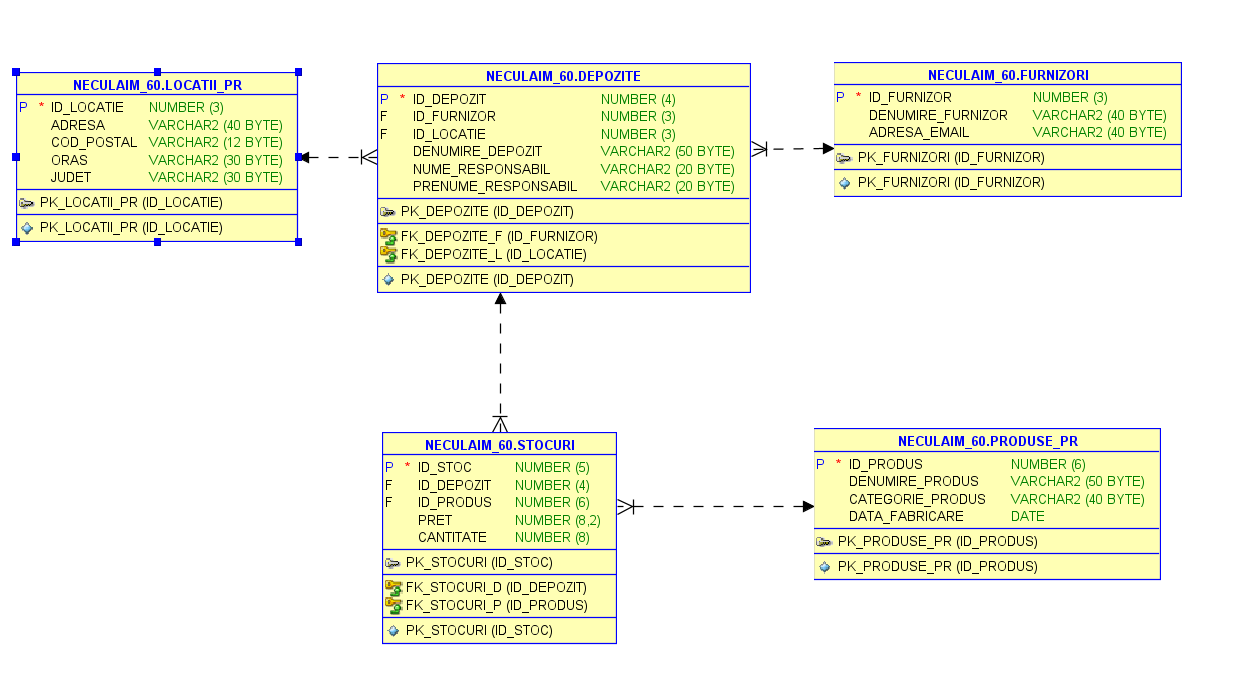 NECULAIM_60.LOCATII_PR
P * ID_LOCATIE NUMBER (3)
ADRESA VARCHAR2 (40 BYTE)
COD_POSTAL VARCHAR2 (12 BYTE)
ORAS VARCHAR2 (30 BYTE)
JUDET VARCHAR2 (30 BYTE)
PK_LOCATII_PR (ID_LOCATIE)
PK_LOCATII_PR (ID_LOCATIE)
NECULAIM_60.DEPOZITE
P * ID_DEPOZIT NUMBER (4)
F ID_FURNIZOR NUMBER (3)
F ID_LOCATIE NUMBER (3)
DENUMIRE_DEPOZIT VARCHAR2 (50 BYTE)
NUME_RESPONSABIL VARCHAR2 (20 BYTE)
PRENUME_RESPONSABIL VARCHAR2 (20 BYTE)
PK_DEPOZITE (ID_DEPOZIT)
FK_DEPOZITE_F (ID_FURNIZOR)
FK_DEPOZITE_L (ID_LOCATIE)
PK_DEPOZITE (ID_DEPOZIT)
NECULAIM_60.FURNIZORI
P * ID_FURNIZOR NUMBER (3)
DENUMIRE_FURNIZOR VARCHAR2 (40 BYTE)
ADRESA_EMAIL VARCHAR2 (40 BYTE)
PK_FURNIZORI (ID_FURNIZOR)
PK_FURNIZORI (ID_FURNIZOR)
NECULAIM_60.STOCURI
P * ID_STOC NUMBER (5)
F ID_DEPOZIT NUMBER (4)
F ID_PRODUS NUMBER (6)
PRET NUMBER (8,2)
CANTITATE NUMBER (8)
PK_STOCURI (ID_STOC)
FK_STOCURI_D (ID_DEPOZIT)
FK_STOCURI_P (ID_PRODUS)
PK_STOCURI (ID_STOC)
NECULAIM_60.PRODUSE_PR
P * ID_PRODUS NUMBER (6)
DENUMIRE_PRODUS VARCHAR2 (50 BYTE)
CATEGORIE_PRODUS VARCHAR2 (40 BYTE)
DATA_FABRICARE DATE
PK_PRODUSE_PR (ID_PRODUS)
PK_PRODUSE_PR (ID_PRODUS)